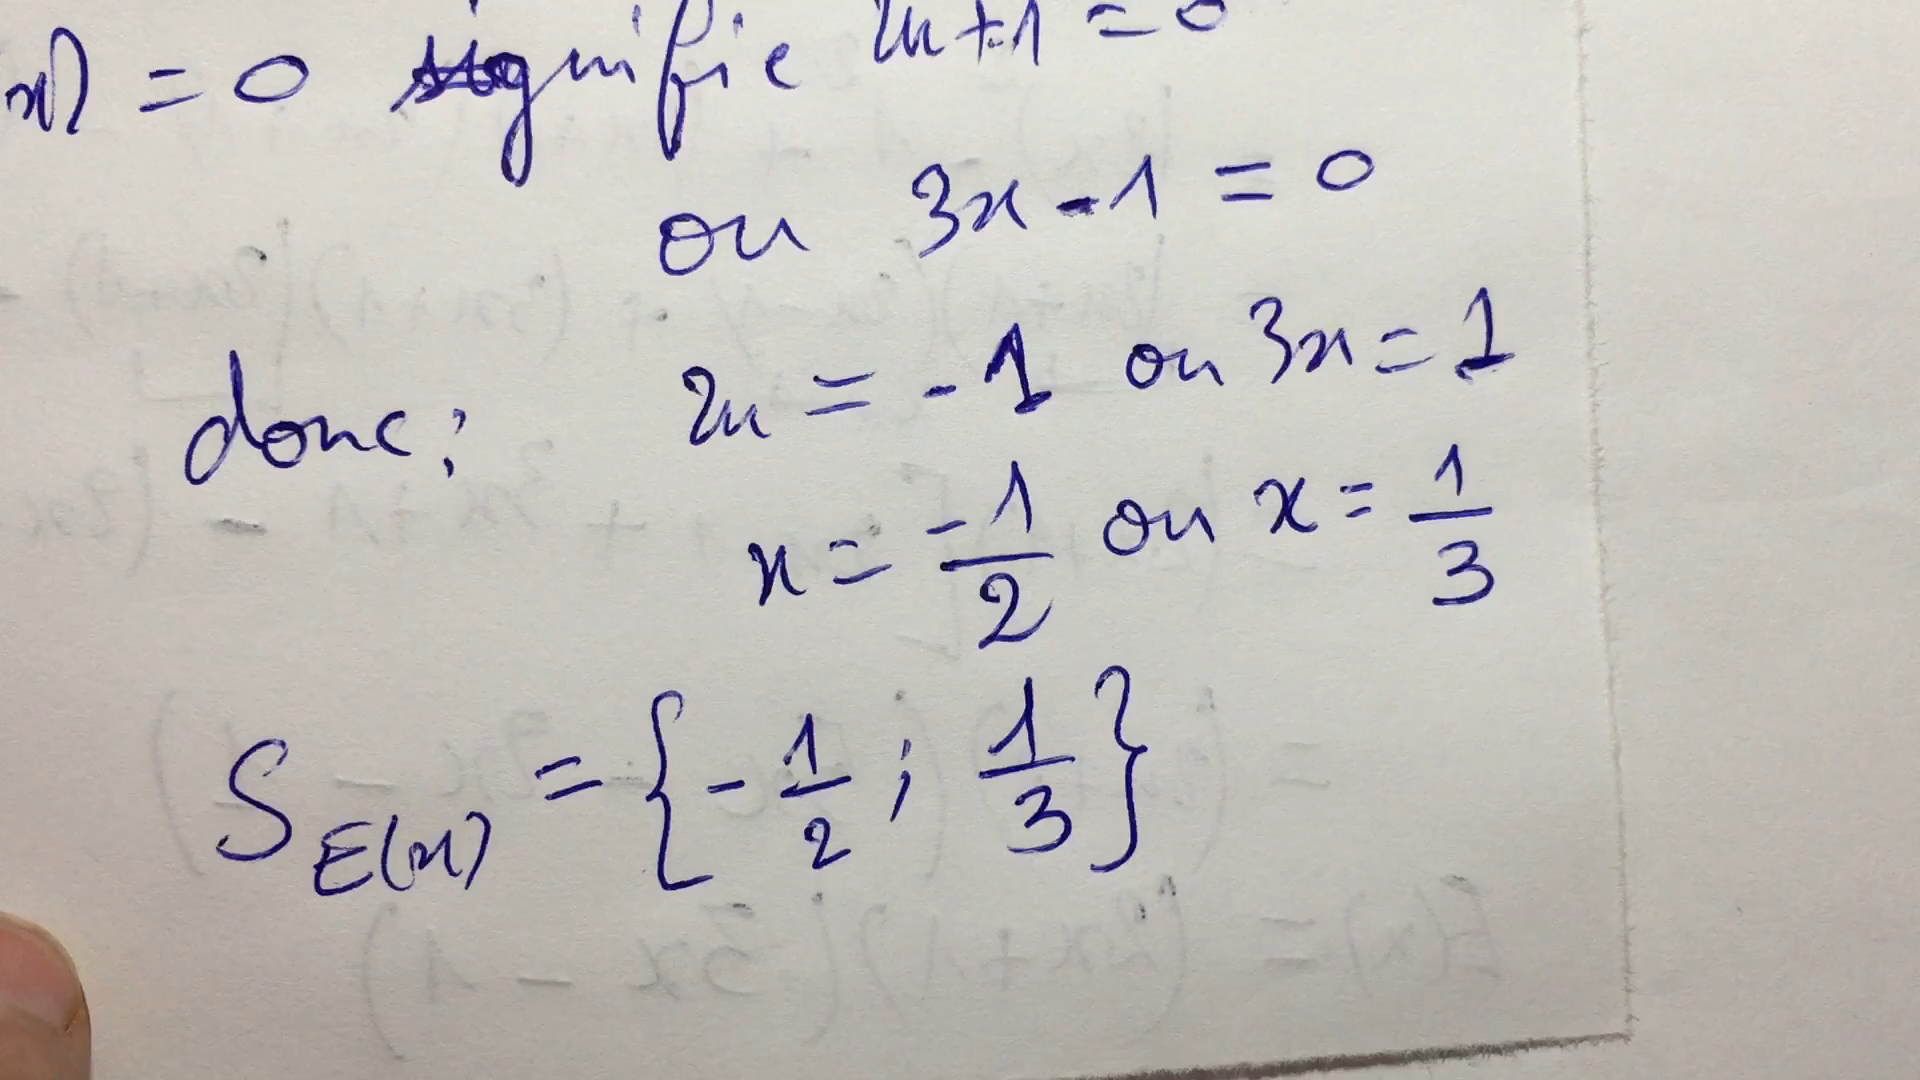 x) = 0 signifie 2x+1 = 0
ou 3x-1 = 0
donc: 2x = -1 ou 3x = 1
x = -1/2 ou x = 1/3
S E(x) = {-1/2 ; 1/3}